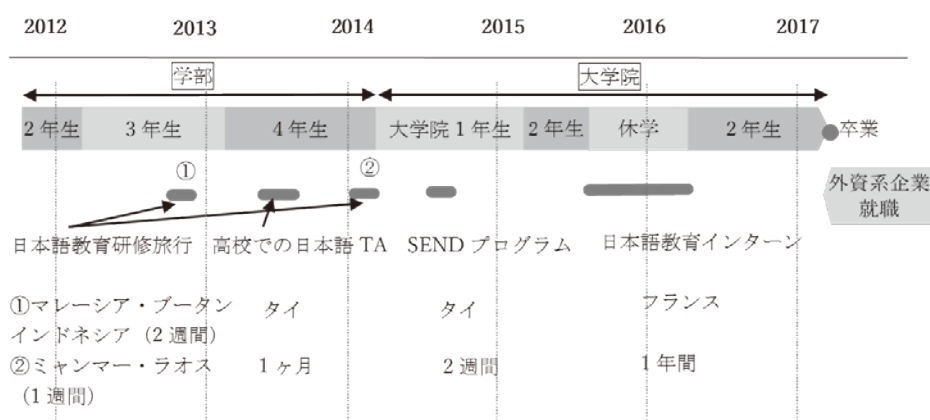 2012 2013 2014 2015 2016 2017
学部 大学院
2年生 3年生 4年生 大学院1年生 2年生 休学 2年生 卒業
① ②
外資系企業
就職
日本語教育研修旅行 高校での日本語TA SENDプログラム 日本語教育インターン
①マレーシア・ブータン タイ タイ フランス
インドネシア（2週間）
②ミャンマー・ラオス 1ヶ月 2週間 1年間
（1週間）